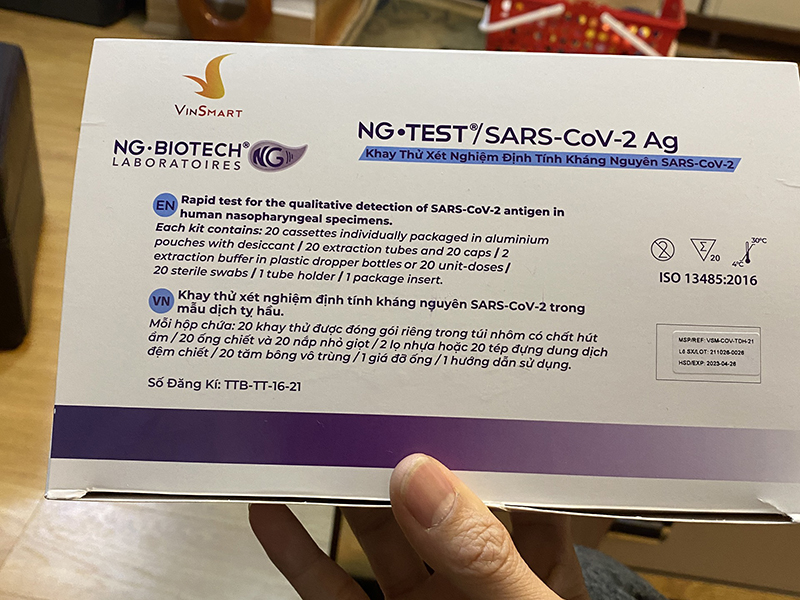 VINSMART
NG•BIOTECH®
LABORATOIRES
NG
NG•TEST®/SARS-CoV-2 Ag
Khay Thử Xét Nghiệm Định Tính Kháng Nguyên SARS-CoV-2
EN Rapid test for the qualitative detection of SARS-CoV-2 antigen in
human nasopharyngeal specimens.
Each kit contains: 20 cassettes individually packaged in aluminium
pouches with desiccant / 20 extraction tubes and 20 caps / 2
extraction buffer in plastic dropper bottles or 20 unit-doses /
20 sterile swabs / 1 tube holder / 1 package insert.
VN Khay thử xét nghiệm định tính kháng nguyên SARS-CoV-2 trong
mẫu dịch tỵ hầu.
Mỗi hộp chứa: 20 khay thử được đóng gói riêng trong túi nhôm có chất hút
ẩm / 20 ống chiết và 20 nắp nhỏ giọt / 2 lọ nhựa hoặc 20 tép đựng dung dịch
đệm chiết / 20 tăm bông vô trùng / 1 giá đỡ ống / 1 hướng dẫn sử dụng.
Số Đăng Kí: TTB-TT-16-21
2
Σ
20
4°C
30°C
ISO 13485:2016
MSP/REF: VSM-COV-TDH-21
LÔ SX/LOT: 211026-0026
HSD/EXP: 2023-04-26